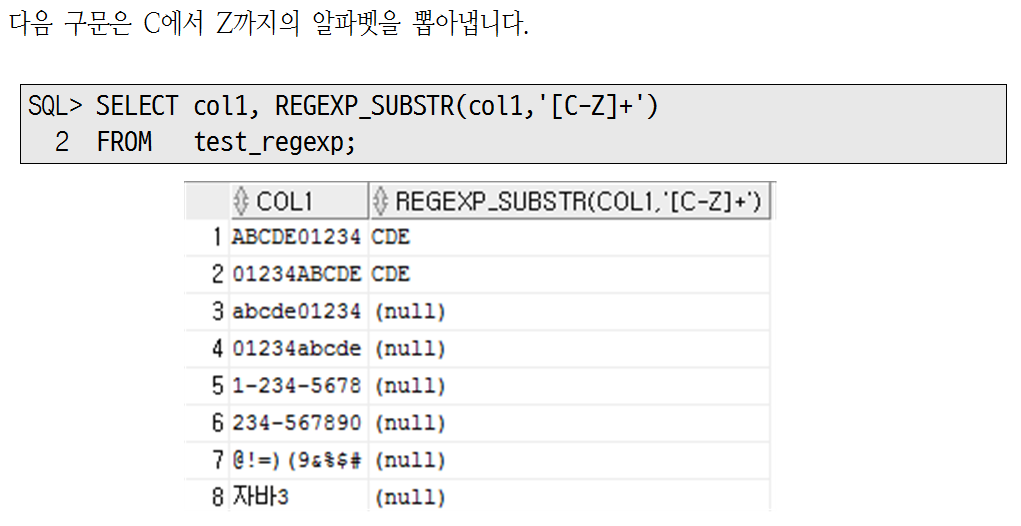 다음 구문은 C에서 Z까지의 알파벳을 뽑아냅니다.
SQL> SELECT col1, REGEXP_SUBSTR(col1,'[C-Z]+')
2 FROM test_regexp;
COL1 REGEXP_SUBSTR(COL1,'[C-Z]+')
1 ABCDE01234 CDE
2 01234ABCDE CDE
3 abcde01234 (null)
4 01234abcde (null)
5 1-234-5678 (null)
6 234-567890 (null)
7 @!=)(9&%$# (null)
8 자바3 (null)